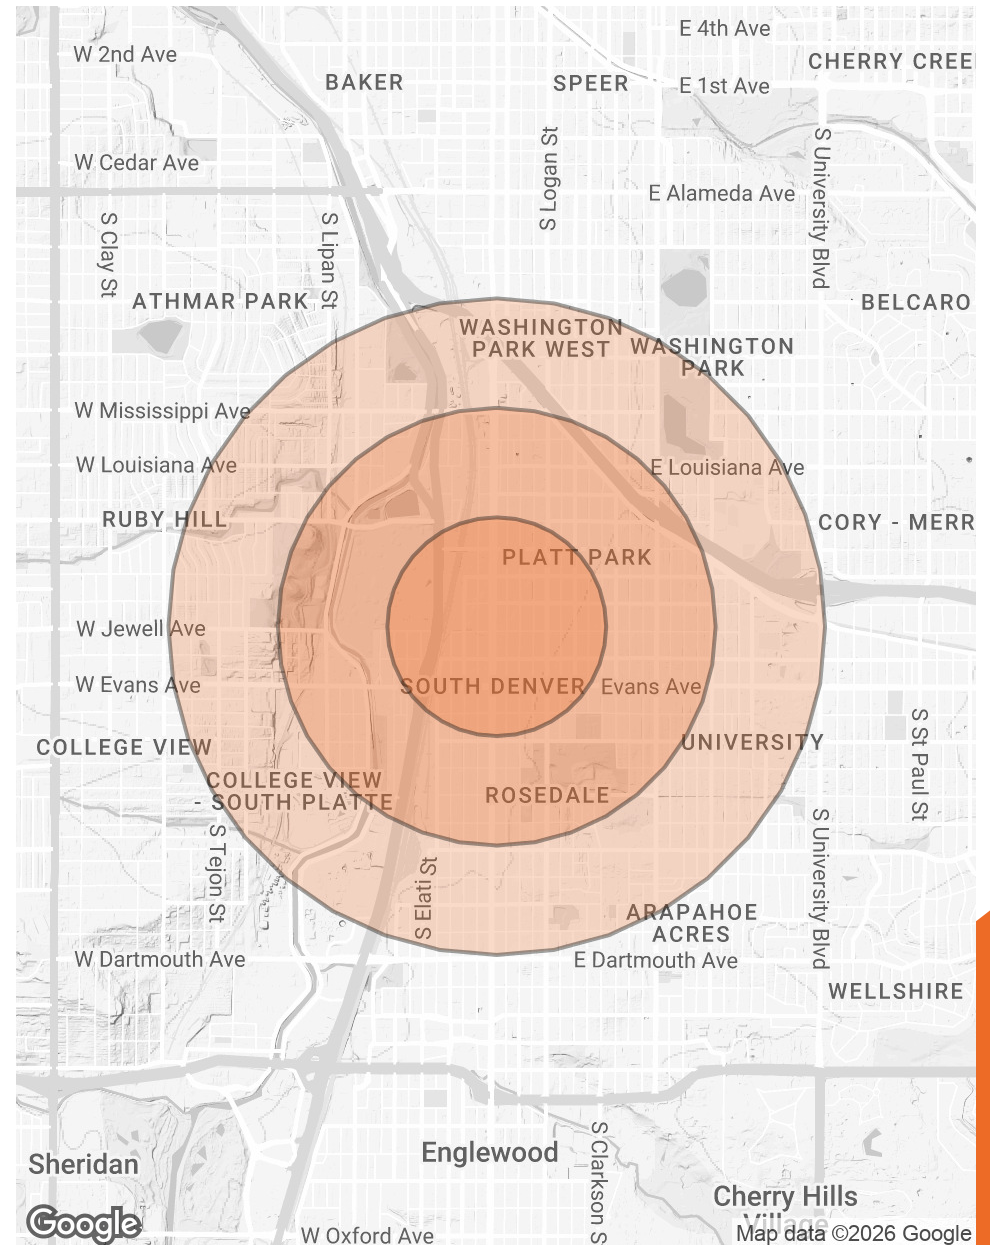 E 4th Ave
W 2nd Ave
CHERRY CREE
BAKER
SPEER
E 1st Ave
S Logan St
S University Blvd
W Cedar Ave
E Alameda Ave
S Clay St
S Lipan St
ATHMAR PARK
BELCARO
WASHINGTON
PARK WEST
WASHINGTON
PARK
W Mississippi Ave
W Louisiana Ave
E Louisiana Ave
RUBY HILL
CORY - MERR
PLATT PARK
W Jewell Ave
W Evans Ave
SOUTH DENVER
Evans Ave
COLLEGE VIEW
UNIVERSITY
S St Paul St
COLLEGE VIEW
- SOUTH PLATTE
ROSEDALE
S Tejon St
S University Blvd
S Elati St
ARAPAHOE
ACRES
W Dartmouth Ave
E Dartmouth Ave
WELLSHIRE
Englewood
S Clarkson S
Sheridan
Cherry Hills
Village
Google
W Oxford Ave
Map data ©2026 Google